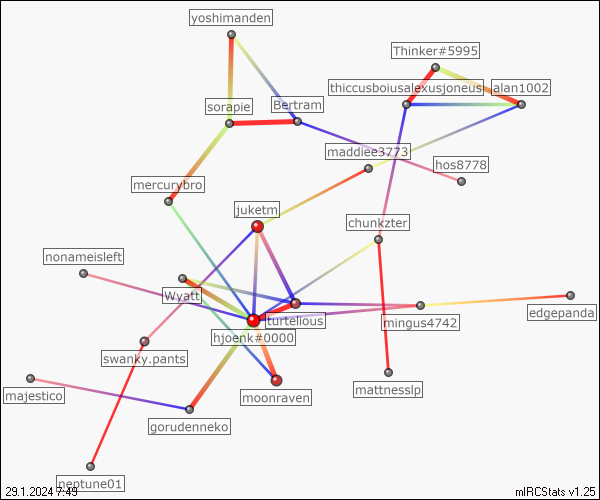 yoshimanden
Thinker#5995
thiccusboiusalexusjoneus
alan1002
sorapie
Bertram
maddiee3773
hos8778
mercurybro
juketm
chunkzter
nonameisleft
Wyatt
turtelious
mingus4742
edgepanda
hjoenk#0000
swanky.pants
majestico
moonraven
mattnesslp
gorudenneko
neptune01
29.1.2024 7:49
mIRCStats v1.25